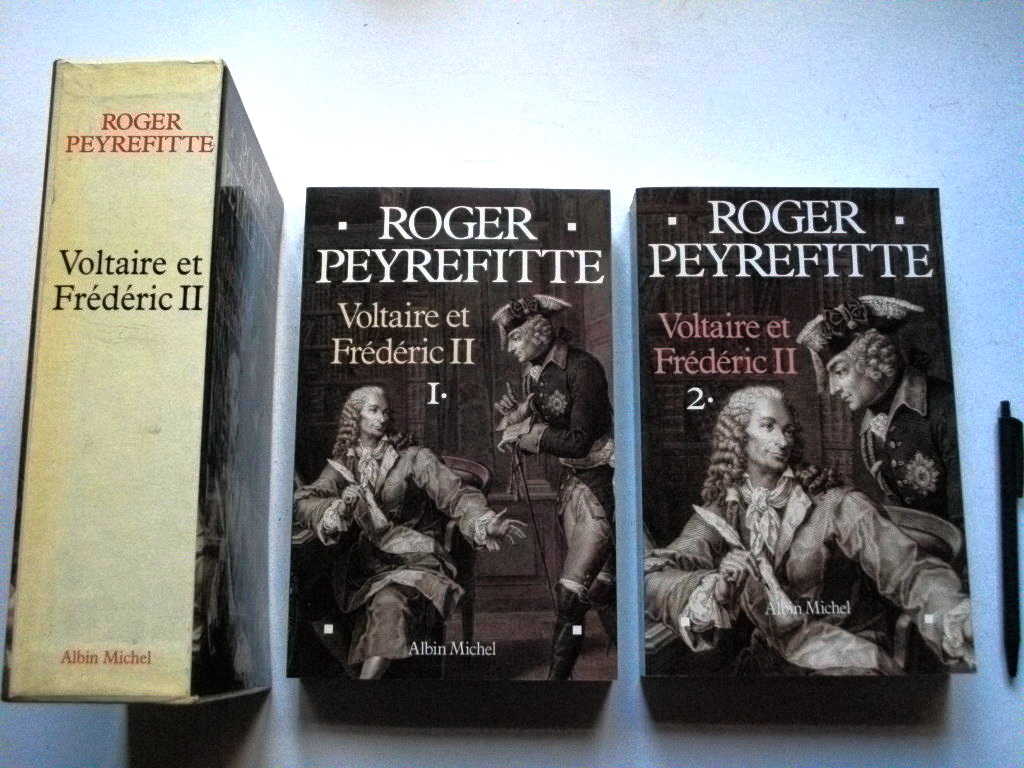 ROGER
PEYREFITTE
Voltaire et
Frédéric II
Albin Michel
ROGER
PEYREFITTE
Voltaire et
Frédéric II
1.
Albin Michel
ROGER
PEYREFITTE
Voltaire et
Frédéric II
2.
Albin Michel